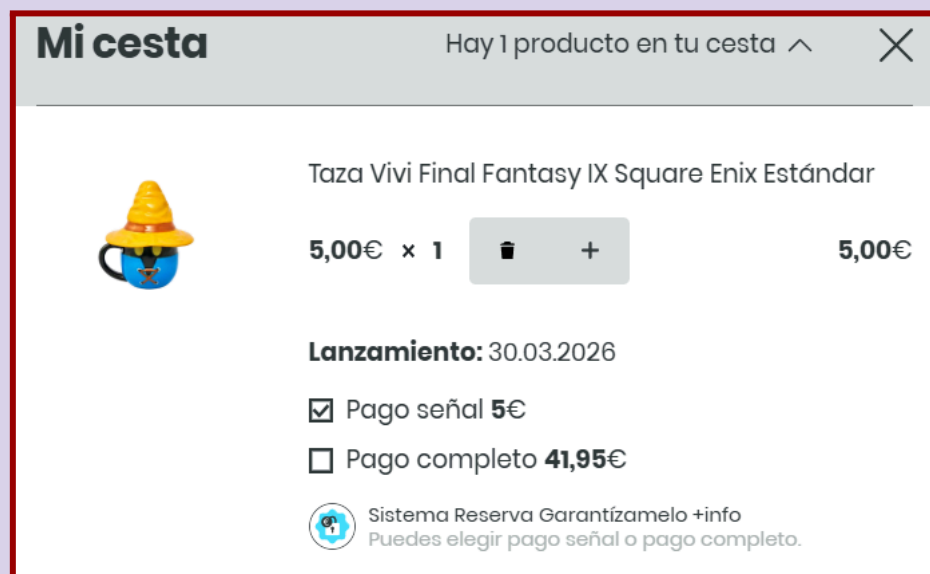 Mi cesta
Hay 1 producto en tu cesta
Taza Vivi Final Fantasy IX Square Enix Estándar
5,00€ × 1 + 5,00€
Lanzamiento: 30.03.2026
Pago señal 5€
Pago completo 41,95€
Sistema Reserva Garantízamelo +info
Puedes elegir pago señal o pago completo.